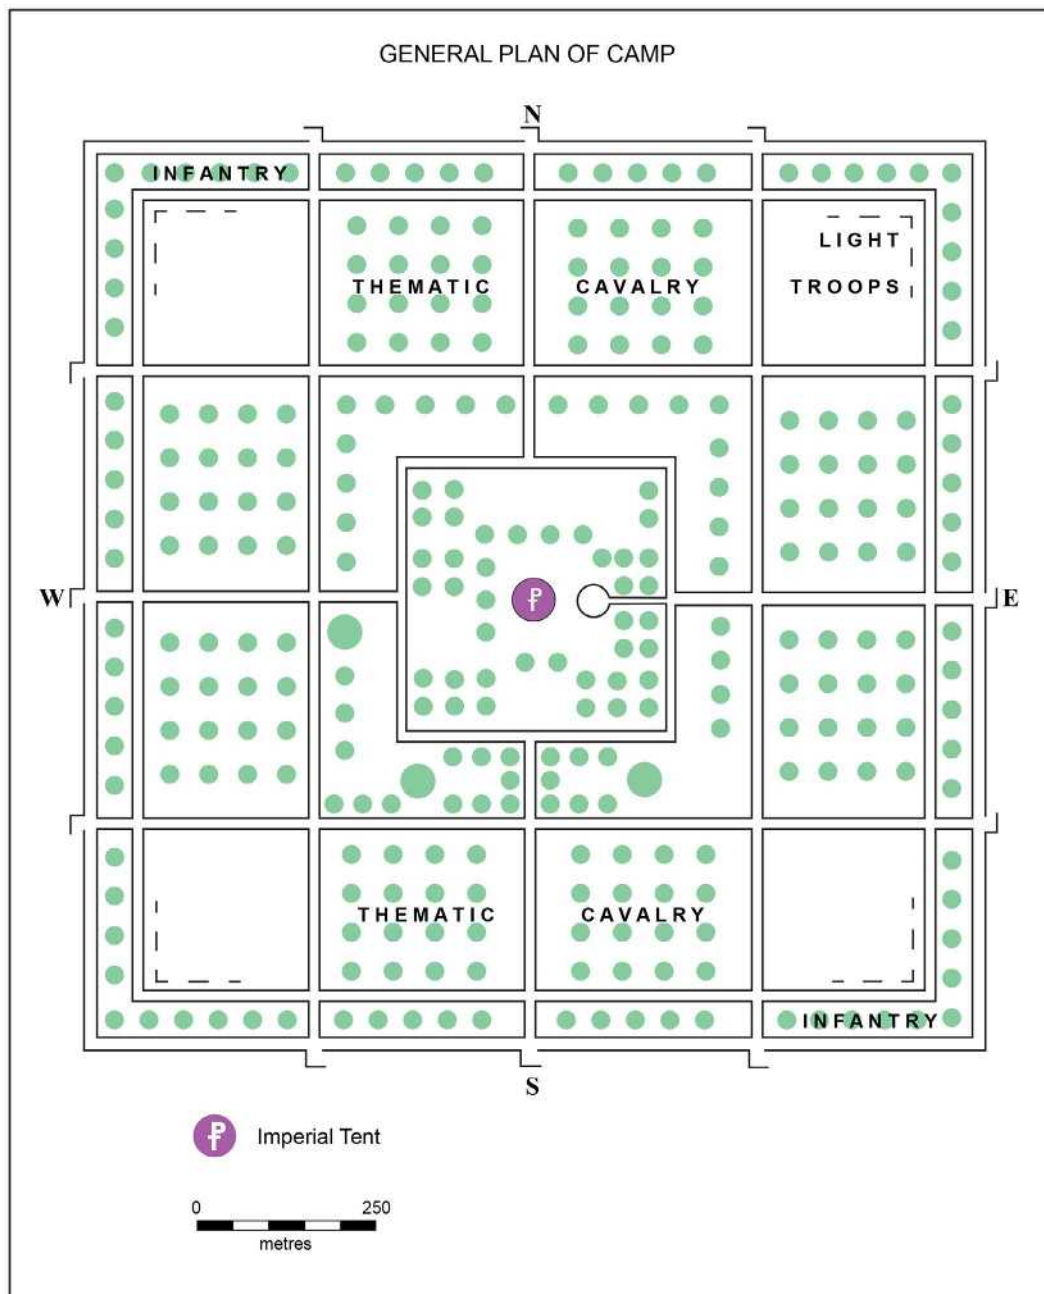 GENERAL PLAN OF CAMP
N
INFANTRY
LIGHT
THEMATIC CAVALRY TROOPS
W E
THEMATIC CAVALRY
INFANTRY
S
Imperial Tent
0 250
metres